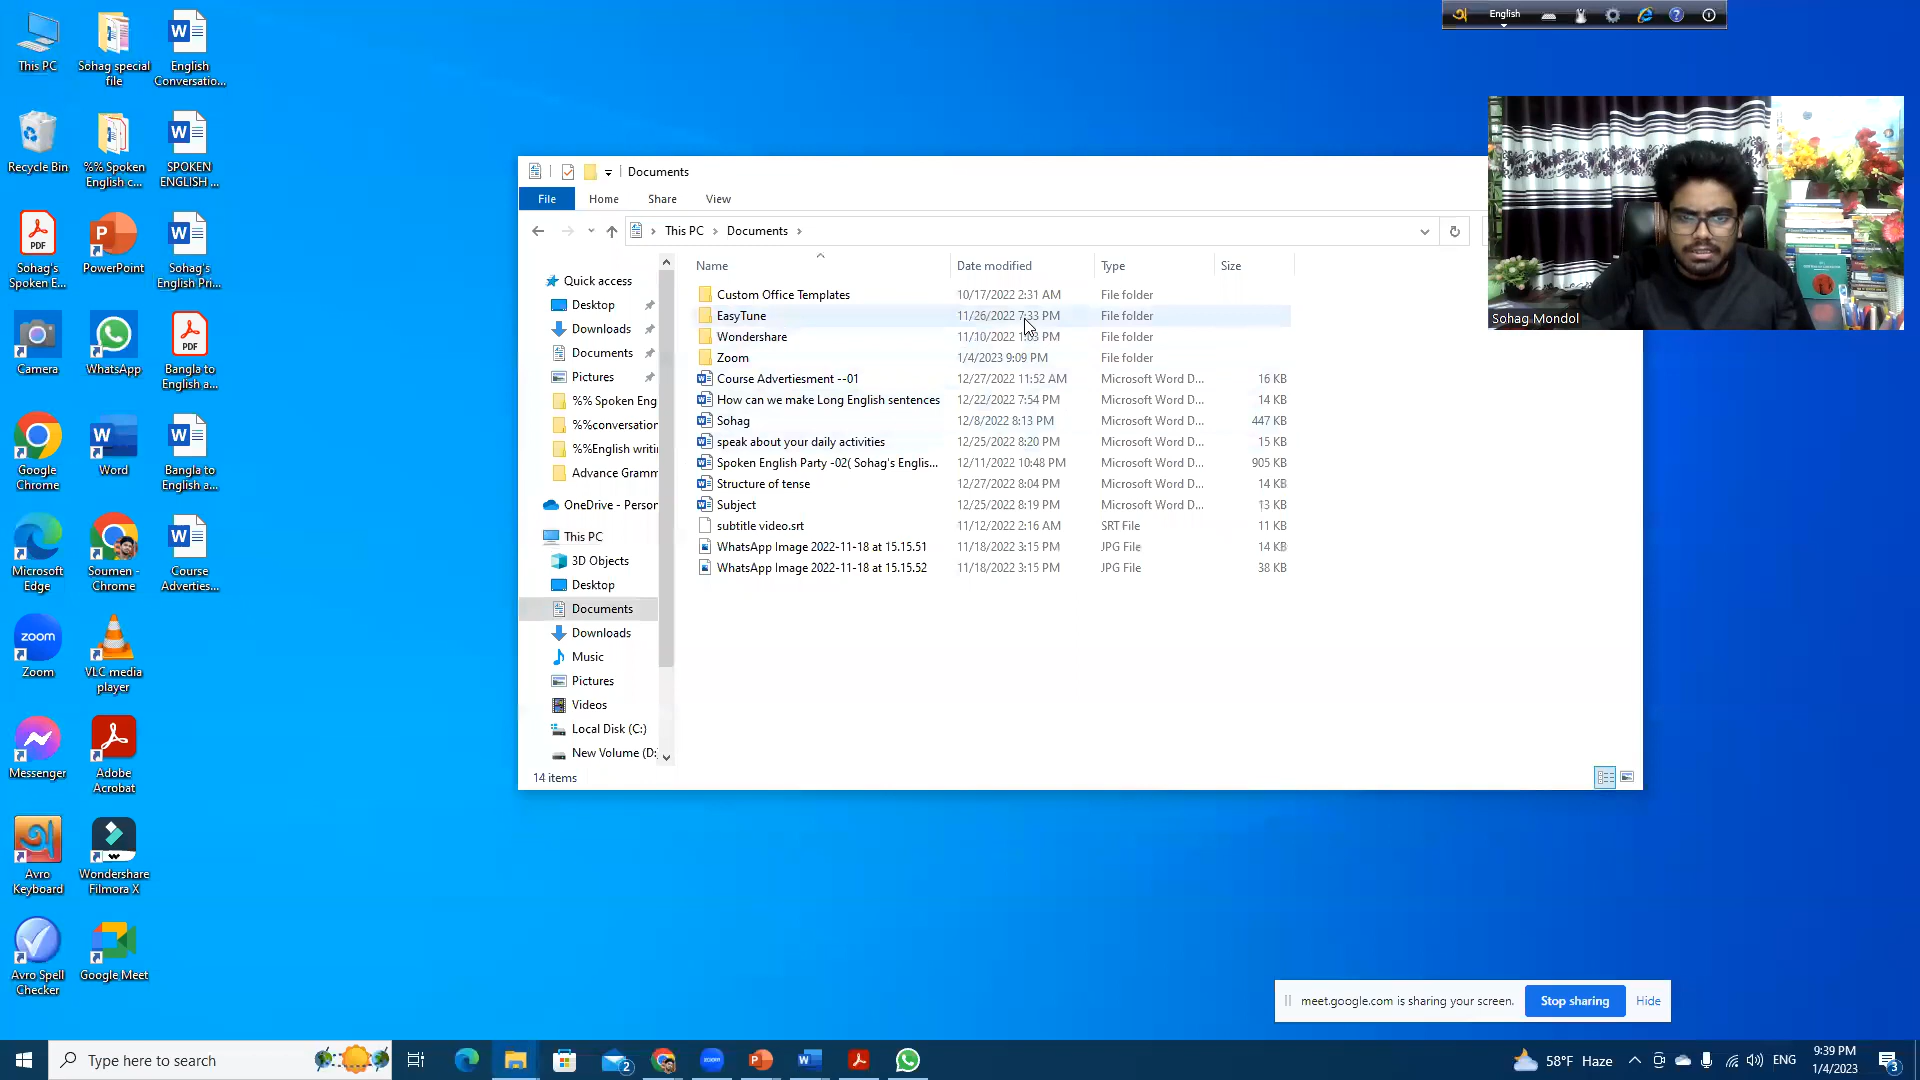 This PC
Sohag special
file
English
Conversatio...
Recycle Bin
%% Spoken
English c...
SPOKEN
ENGLISH ...
Sohag's
Spoken E...
PowerPoint
Sohag's
English Pri...
Camera
WhatsApp
Bangla to
English a...
Google
Chrome
Word
Bangla to
English a...
Microsoft
Edge
Soumen -
Chrome
Course
Adverties...
zoom
Zoom
VLC media
player
Messenger
Adobe
Acrobat
Avro
Keyboard
Wondershare
Filmora X
Avro Spell
Checker
Google Meet
অ English
Sohag Mondol
Documents
File Home Share View
This PC > Documents >
Name Date modified Type Size
Custom Office Templates 10/17/2022 2:31 AM File folder
EasyTune 11/26/2022 7:33 PM File folder
Wondershare 11/10/2022 File folder
Zoom 1/4/2023 9:09 PM File folder
Course Advertiesment --01 12/27/2022 11:52 AM Microsoft Word D... 16 KB
How can we make Long English sentences 12/22/2022 7:54 PM Microsoft Word D... 14 KB
Sohag 12/8/2022 8:13 PM Microsoft Word D... 447 KB
speak about your daily activities 12/25/2022 8:20 PM Microsoft Word D... 15 KB
Spoken English Party -02( Sohag's Englis... 12/11/2022 10:48 PM Microsoft Word D... 905 KB
Structure of tense 12/27/2022 8:04 PM Microsoft Word D... 14 KB
Subject 12/25/2022 8:19 PM Microsoft Word D... 13 KB
subtitle video.srt 11/12/2022 2:16 AM SRT File 11 KB
WhatsApp Image 2022-11-18 at 15.15.51 11/18/2022 3:15 PM JPG File 14 KB
WhatsApp Image 2022-11-18 at 15.15.52 11/18/2022 3:15 PM JPG File 38 KB
Quick access
Desktop
Downloads
Documents
Pictures
%% Spoken Eng
%%conversation
%%English writi
Advance Gramm
OneDrive - Person
This PC
3D Objects
Desktop
Documents
Downloads
Music
Pictures
Videos
Local Disk (C:)
New Volume (D:
14 items
meet.google.com is sharing your screen. Stop sharing Hide
Type here to search
2
zoom
58°F Haze
ENG
9:39 PM
1/4/2023
3